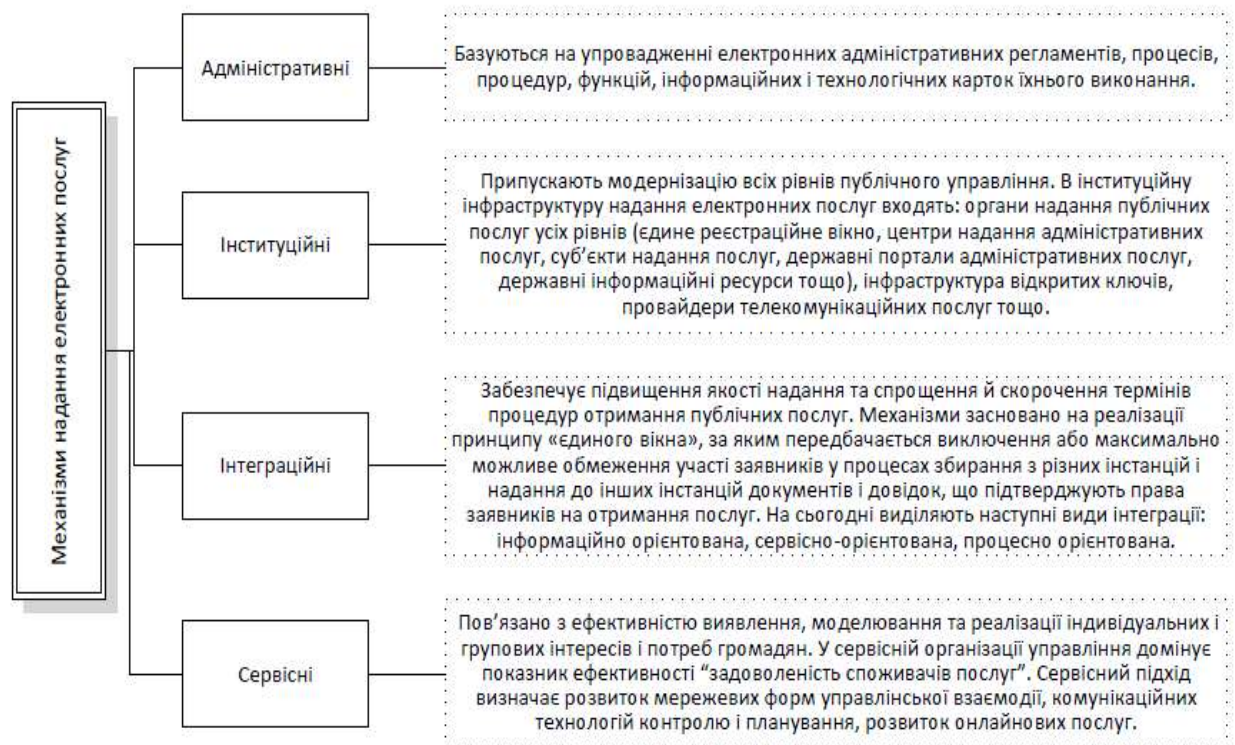 Механізми надання електронних послуг
Адміністративні
Базуються на упровадженні електронних адміністративних регламентів, процесів,
процедур, функцій, інформаційних і технологічних карток їхнього виконання.
Інституційні
Припускають модернізацію всіх рівнів публічного управління. В інституційну
інфраструктуру надання електронних послуг входять: органи надання публічних
послуг усіх рівнів (єдине реєстраційне вікно, центри надання адміністративних
послуг, суб’єкти надання послуг, державні портали адміністративних послуг,
державні інформаційні ресурси тощо), інфраструктура відкритих ключів,
провайдери телекомунікаційних послуг тощо.
Інтеграційні
Забезпечує підвищення якості надання та спрощення й скорочення термінів
процедур отримання публічних послуг. Механізми засновано на реалізації
принципу «єдиного вікна», за яким передбачається виключення або максимально
можливе обмеження участі заявників у процесах збирання з різних інстанцій і
надання до інших інстанцій документів і довідок, що підтверджують права
заявників на отримання послуг. На сьогодні виділяють наступні види інтеграції:
інформаційно орієнтована, сервісно-орієнтована, процесно орієнтована.
Сервісні
Пов’язано з ефективністю виявлення, моделювання та реалізації індивідуальних і
групових інтересів і потреб громадян. У сервісній організації управління домінує
показник ефективності “задоволеність споживачів послуг”. Сервісний підхід
визначає розвиток мережевих форм управлінської взаємодії, комунікаційних
технологій контролю і планування, розвиток онлайнових послуг.